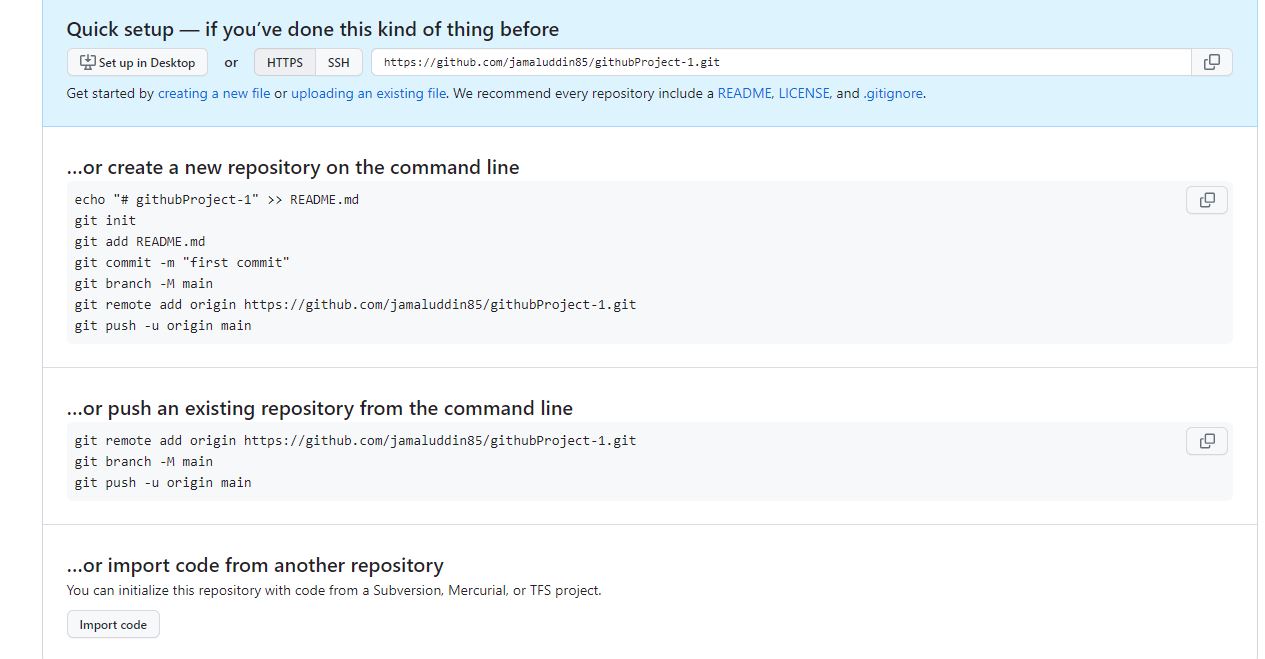 Quick setup — if you’ve done this kind of thing before
Set up in Desktop or HTTPS SSH https://github.com/jamaluddin85/githubProject-1.git
Get started by creating a new file or uploading an existing file. We recommend every repository include a README, LICENSE, and .gitignore.
…or create a new repository on the command line
echo "# githubProject-1" >> README.md
git init
git add README.md
git commit -m "first commit"
git branch -M main
git remote add origin https://github.com/jamaluddin85/githubProject-1.git
git push -u origin main
…or push an existing repository from the command line
git remote add origin https://github.com/jamaluddin85/githubProject-1.git
git branch -M main
git push -u origin main
…or import code from another repository
You can initialize this repository with code from a Subversion, Mercurial, or TFS project.
Import code